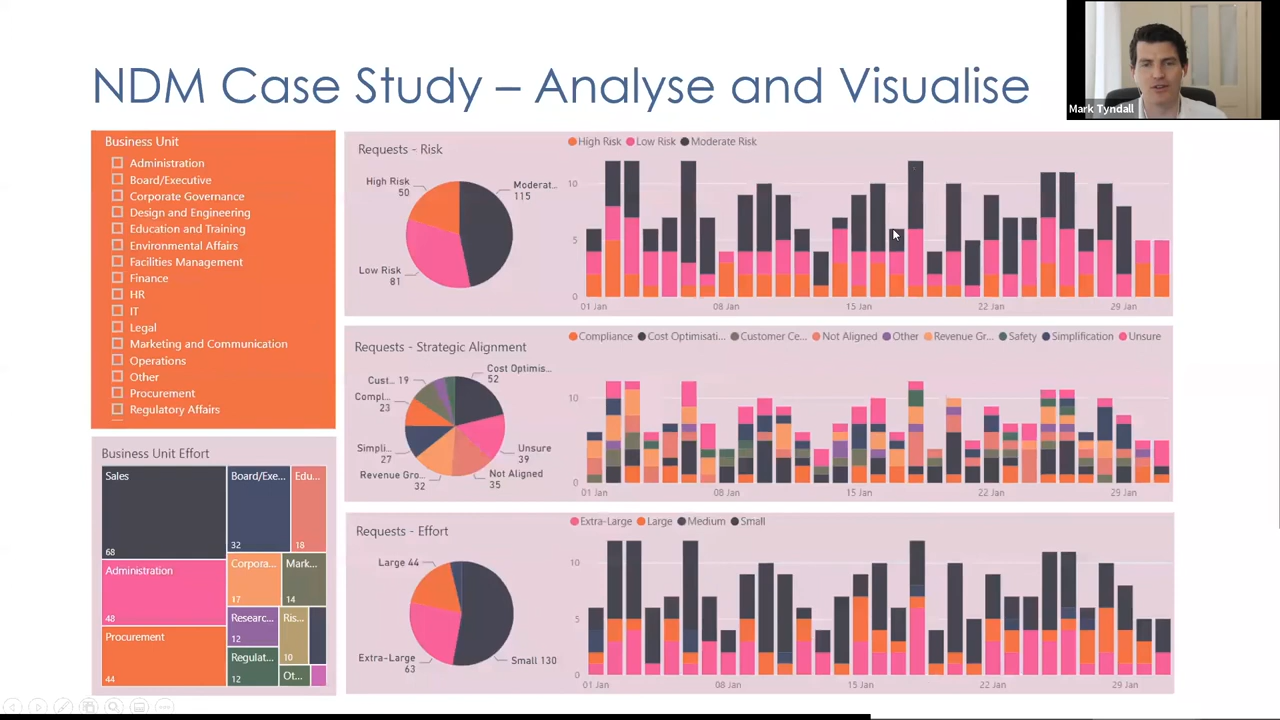 NDM Case Study – Analyse and Visualise
Mark Tyndall
Business Unit
Administration
Board/Executive
Corporate Governance
Design and Engineering
Education and Training
Environmental Affairs
Facilities Management
Finance
HR
IT
Legal
Marketing and Communication
Operations
Other
Procurement
Regulatory Affairs
Business Unit Effort
Sales
68
Administration
48
Procurement
44
Board/Exe...
32
Edu...
18
Corpora...
17
Mark...
14
Researc...
12
Ris...
10
Regulat...
12
Ot...
Requests - Risk
High Risk
50
Moderat...
115
Low Risk
81
High Risk Low Risk Moderate Risk
10
5
0
01 Jan 08 Jan 15 Jan 22 Jan 29 Jan
Requests - Strategic Alignment
Cust... 19
Cost Optimis...
52
Compl...
23
Simpli...
27
Unsure
39
Revenue Gro...
32
Not Aligned
35
Compliance Cost Optimisati... Customer Ce... Not Aligned Other Revenue Gr... Safety Simplification Unsure
10
0
01 Jan 08 Jan 15 Jan 22 Jan 29 Jan
Requests - Effort
Large 44
Extra-Large
63
Small 130
Extra-Large Large Medium Small
10
5
0
01 Jan 08 Jan 15 Jan 22 Jan 29 Jan